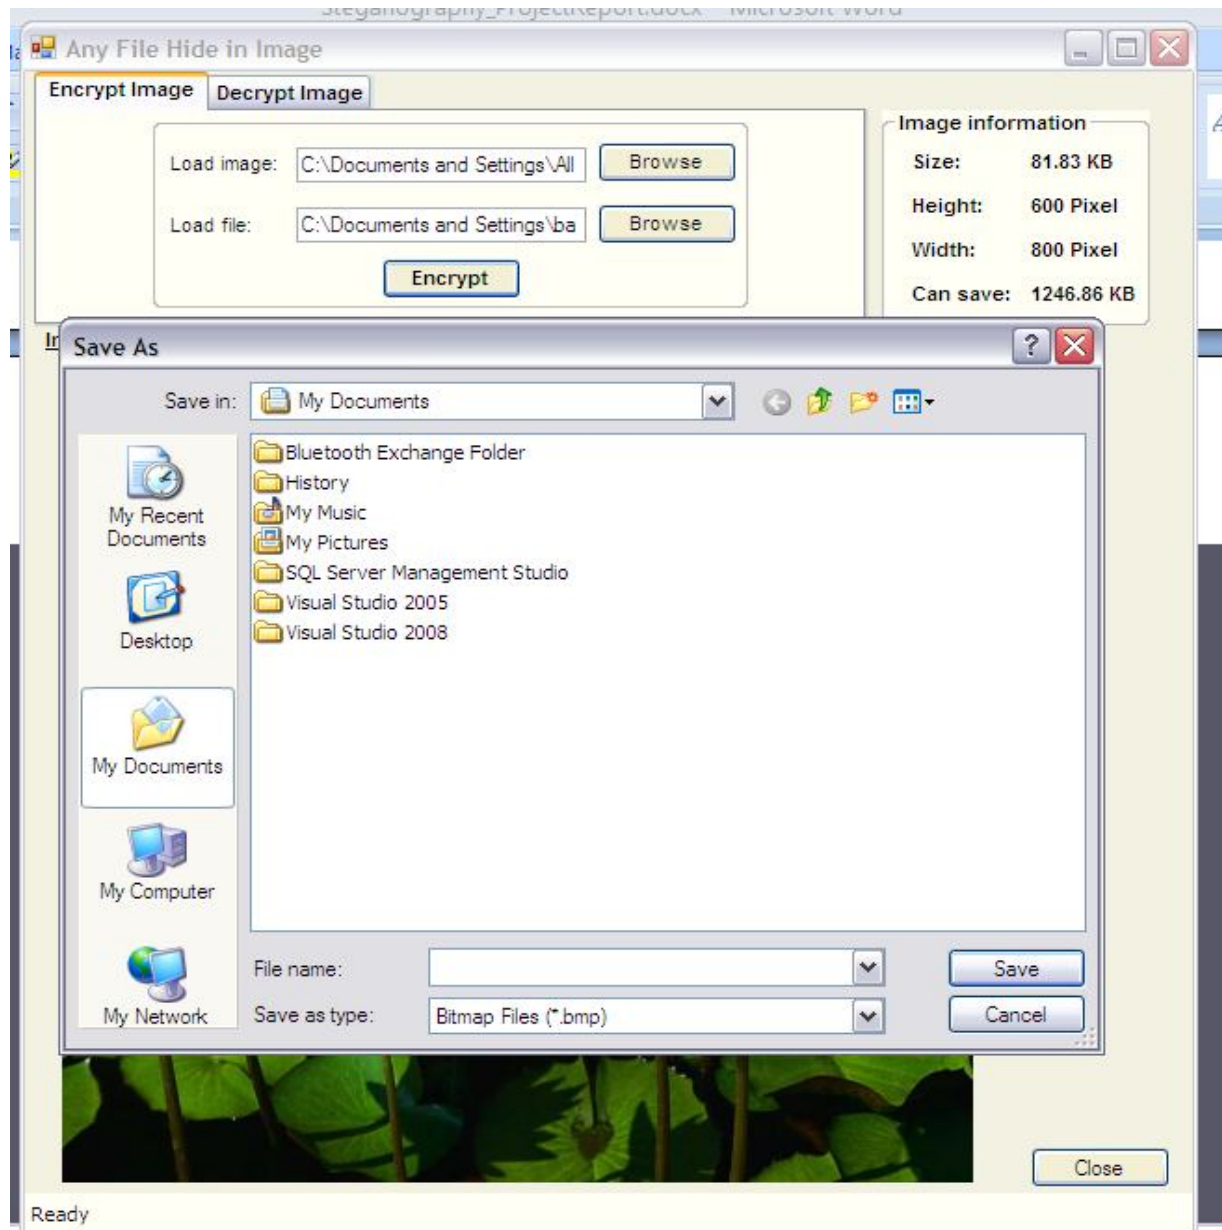 Steganography_ProjectReport.docx - Microsoft Word
Any File Hide in Image
Encrypt Image Decrypt Image
Load image: C:\Documents and Settings\All Browse
Load file: C:\Documents and Settings\ba Browse
Encrypt
Image information
Size: 81.83 KB
Height: 600 Pixel
Width: 800 Pixel
Can save: 1246.86 KB
Save As
Save in: My Documents
My Recent
Documents
Desktop
My Documents
My Computer
My Network
Bluetooth Exchange Folder
History
My Music
My Pictures
SQL Server Management Studio
Visual Studio 2005
Visual Studio 2008
File name: Save
Save as type: Bitmap Files (*.bmp) Cancel
Close
Ready